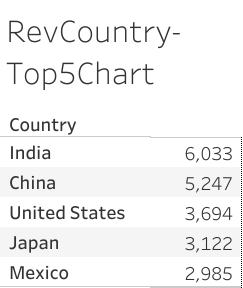 RevCountry-
Top5Chart
Country
India 6,033
China 5,247
United States 3,694
Japan 3,122
Mexico 2,985